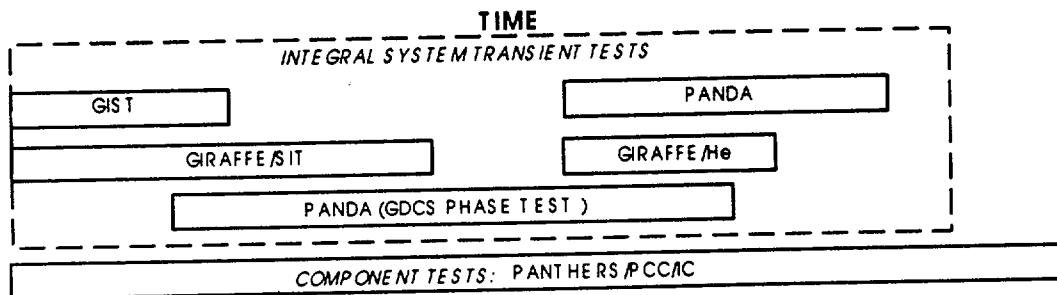 TIME
INTEGRAL SYSTEM TRANSIENT TESTS
GIST
PANDA
GIRAFFE/SIT
GIRAFFE/He
PANDA (GDCS PHASE TEST )
COMPONENT TESTS: PANTHERS/PCC/IC